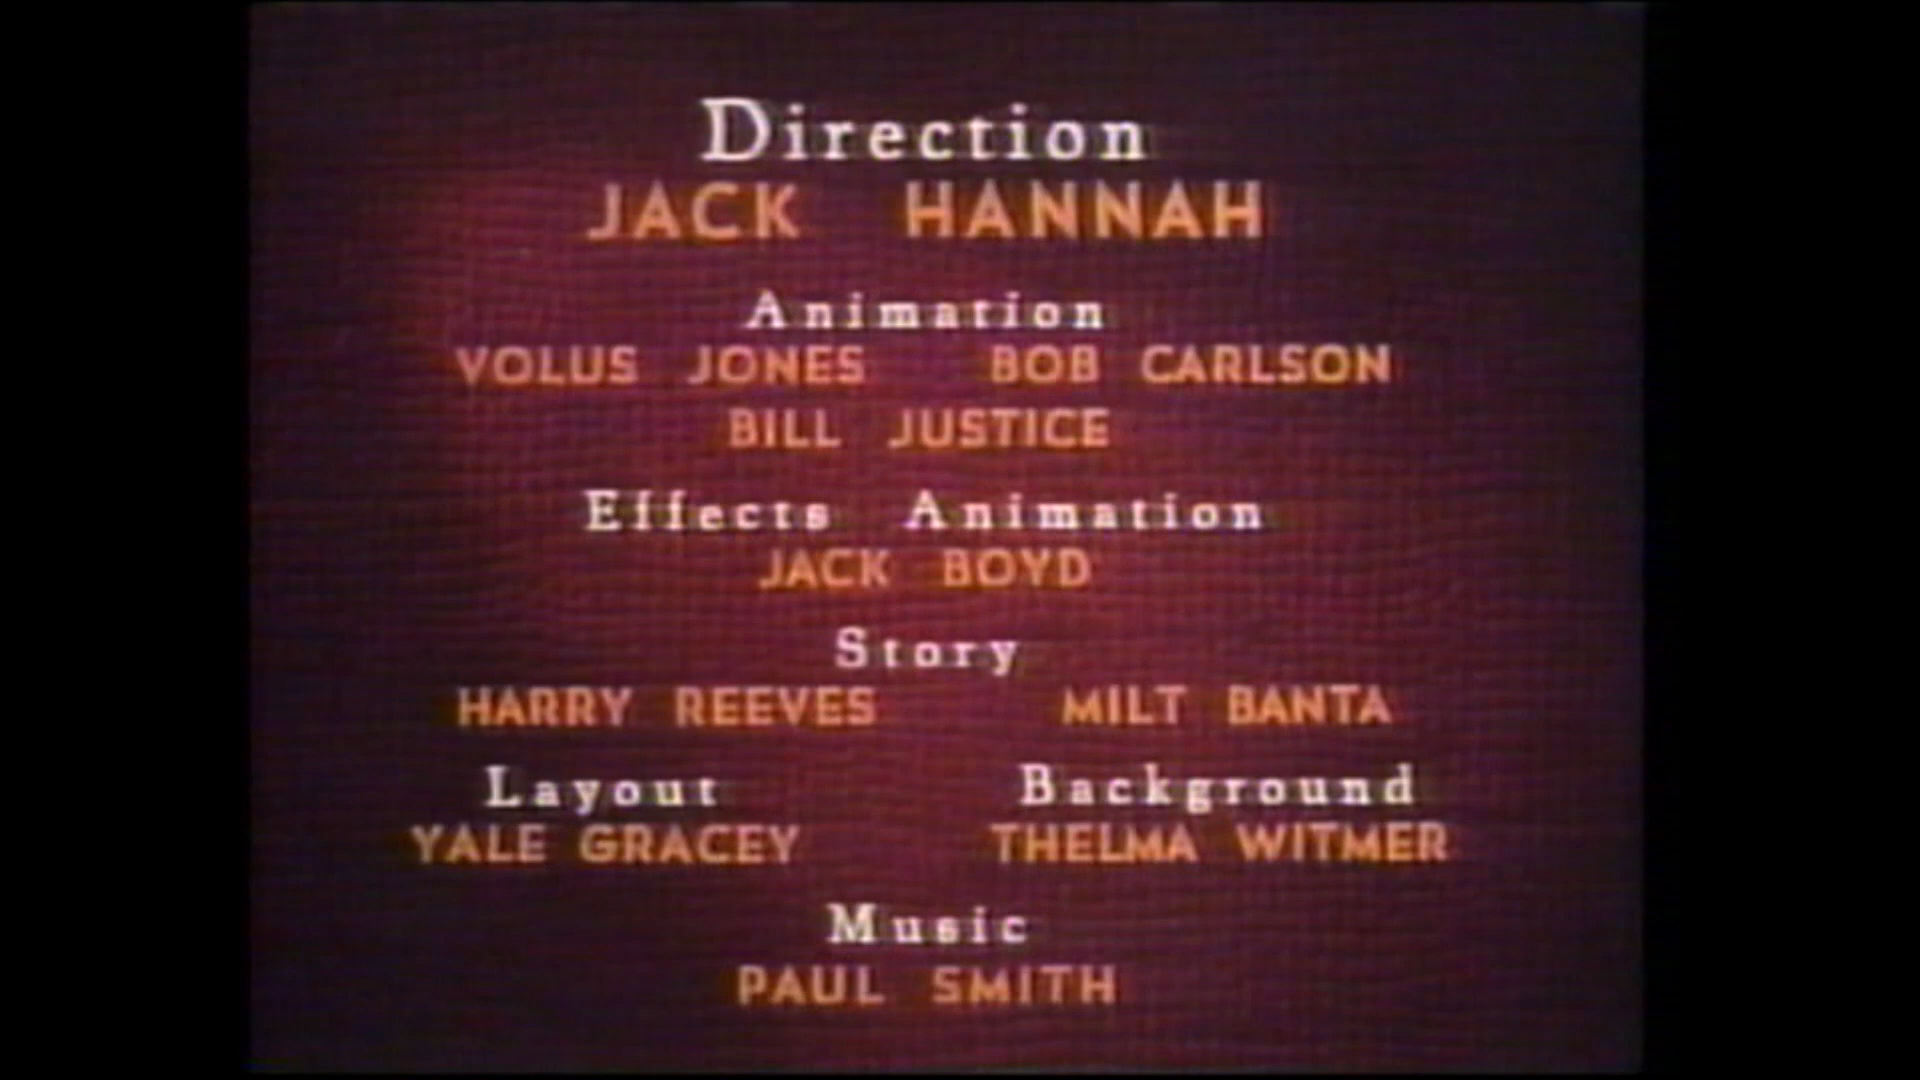 Direction
JACK HANNAH
Animation
VOLUS JONES BOB CARLSON
BILL JUSTICE
Effects Animation
JACK BOYD
Story
HARRY REEVES MILT BANTA
Layout Background
YALE GRACEY THELMA WITMER
Music
PAUL SMITH